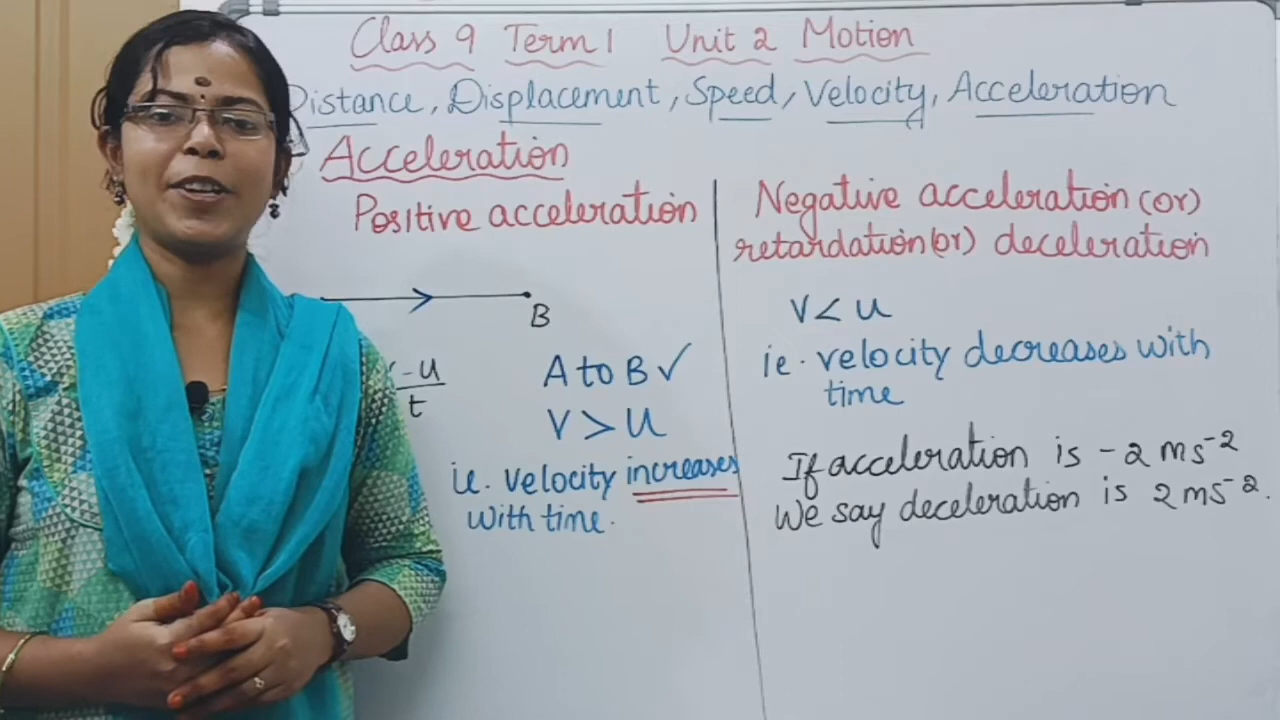 Class 9 Term 1 Unit 2 Motion
Distance, Displacement, Speed, Velocity, Acceleration
Acceleration
Positive acceleration
B
-u
t
A to B ✓
V > U
ie. velocity increases
with time.
Negative acceleration (or)
retardation (or) deceleration
V < u
ie. velocity decreases with
time
If acceleration is -2 ms⁻²
We say deceleration is 2 ms⁻².